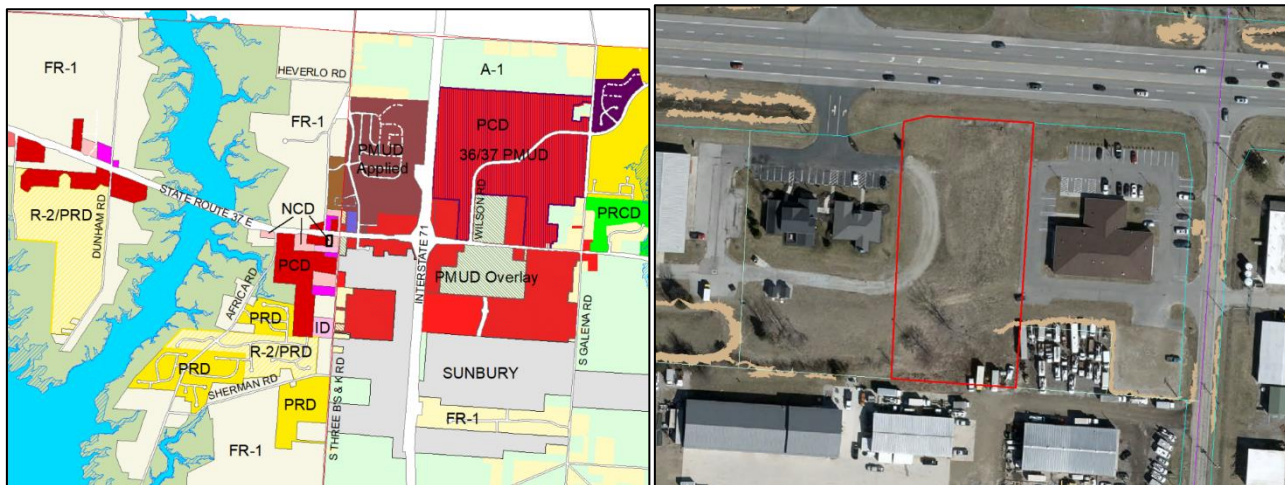 FR-1
HEVERLO RD
A-1
FR-1
PCD
36/37 PMUD
PMUD
Applied
WILSON RD
STATE ROUTE 37 E
NCD
R-2/PRD
DUNHAM RD
PRCD
INTERSTATE 71
PCD
PMUD Overlay
AFRICA RD
S GALENA RD
PRD
ID
R-2/PRD
PRD
SHERMAN RD
SUNBURY
PRD
FR-1
S THREE B'S & K RD
FR-1